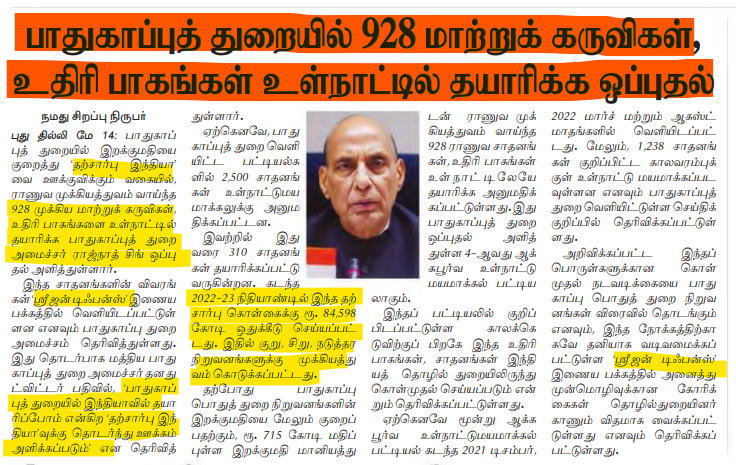 பாதுகாப்புத் துறையில் 928 மாற்றுக் கருவிகள்,
உதிரி பாகங்கள் உள்நாட்டில் தயாரிக்க ஒப்புதல்
நமது சிறப்பு நிருபர்
புது தில்லி மே 14: பாதுகாப்
புத் துறையில் இறக்குமதியை
குறைத்து 'தற்சார்பு இந்தியா'
வை ஊக்குவிக்கும் வகையில்,
ராணுவ முக்கியத்துவம் வாய்ந்த
928 முக்கிய மாற்றுக் கருவிகள்,
உதிரி பாகங்களை உள்நாட்டில்
தயாரிக்க பாதுகாப்புத் துறை
அமைச்சர் ராஜ்நாத் சிங் ஒப்பு
தல் அளித்துள்ளார்.
இந்த சாதனங்களின் விவரங்
கள் 'ஸ்ரீஜன் டிஃபன்ஸ்' இணைய
பக்கத்தில் வெளியிடப்பட்டுள்
ளன எனவும் பாதுகாப்பு துறை
அமைச்சகம் தெரிவித்துள்ளது.
இது தொடர்பாக மத்திய பாது
காப்பு துறை அமைச்சர் தனது
ட்விட்டர் பதிவில், 'பாதுகாப்
புத் துறையில் இந்தியாவில் தயா
ரிப்போம் என்கிற 'தற்சார்பு இந்
தியா'வுக்கு தொடர்ந்து ஊக்கம்
அளிக்கப்படும்' என தெரிவித்
துள்ளார்.
ஏற்கெனவே, பாது
காப்பு துறை வெளி
யிட்ட பட்டியல்க
ளில் 2,500 சாதனங்
கள் உள்நாட்டுமய
மாக்கலுக்கு அனும
திக்கப்பட்டன.
இவற்றில் இது
வரை 310 சாதனங்
கள் தயாரிக்கப்பட்டு
வருகின்றன. கடந்த
2022-23 நிதியாண்டில் இந்த தற்
சார்பு கொள்கைக்கு ரூ. 84,598
கோடி ஒதுக்கீடு செய்யப்பட்
டது. இதில் குறு, சிறு, நடுத்தர
நிறுவனங்களுக்கு முக்கியத்து
வம் கொடுக்கப்பட்டது.
தற்போது பாதுகாப்பு
பொதுத் துறை நிறுவனங்களின்
இறக்குமதியை மேலும் குறைப்
பதற்கும், ரூ. 715 கோடி மதிப்
புள்ள இறக்குமதி மானியத்து
டன் ராணுவ முக்
கியத்துவம் வாய்ந்த
928 ராணுவ சாதனங்
கள், உதிரி பாகங்கள்
உள் நாட்டி லேயே
தயாரிக்க அனுமதிக்
கப்பட்டுள்ளது.இது
பாதுகாப்புத் துறை
ஒப்புதல் அளித்
துள்ள 4-ஆவது ஆக்
கபூர்வ உள்நாட்டு
மயமாக்கல் பட்டிய
லாகும்.
இந்தப் பட்டியலில் குறிப்
பிடப்பட்டுள்ள காலக்கெ
டுவிற்குப் பிறகே இந்த உதிரி
பாகங்கள், சாதனங்கள் இந்தி
யத் தொழில் துறையிலிருந்து
கொள்முதல் செய்யப்படும் என்
றும் தெரிவிக்கப்பட்டுள்ளது.
ஏற்கெனவே மூன்று ஆக்க
பூர்வ உள்நாட்டுமயமாக்கல்
பட்டியல் கடந்த 2021 டிசம்பர்,
2022 மார்ச் மற்றும் ஆகஸ்ட்
மாதங்களில் வெளியிடப்பட்
டது. மேலும், 1,238 சாதனங்
கள் குறிப்பிட்ட காலவரம்புக்
குள் உள்நாட்டு மயமாக்கப்பட
வுள்ளன எனவும் பாதுகாப்புத்
துறை வெளியிட்டுள்ள செய்திக்
குறிப்பில் தெரிவிக்கப்பட்டுள்
ளது.
அறிவிக்கப்பட்ட இந்தப்
பொருள்களுக்கான கொள்
முதல் நடவடிக்கையை பாது
காப்பு பொதுத் துறை நிறுவ
னங்கள் விரைவில் தொடங்கும்
எனவும், இந்த நோக்கத்திற்கா
கவே தனியாக வடிவமைக்கப்
பட்டுள்ள 'ஸ்ரீஜன் டிஃபன்ஸ்'
இணைய பக்கத்தில் அனைத்து
முன்மொழிவுக்கான கோரிக்
கைகள் தொழில்துறையினர்
காணும் விதமாக வைக்கப்பட்
டுள்ளது எனவும் தெரிவிக்கப்
பட்டுள்ளது.